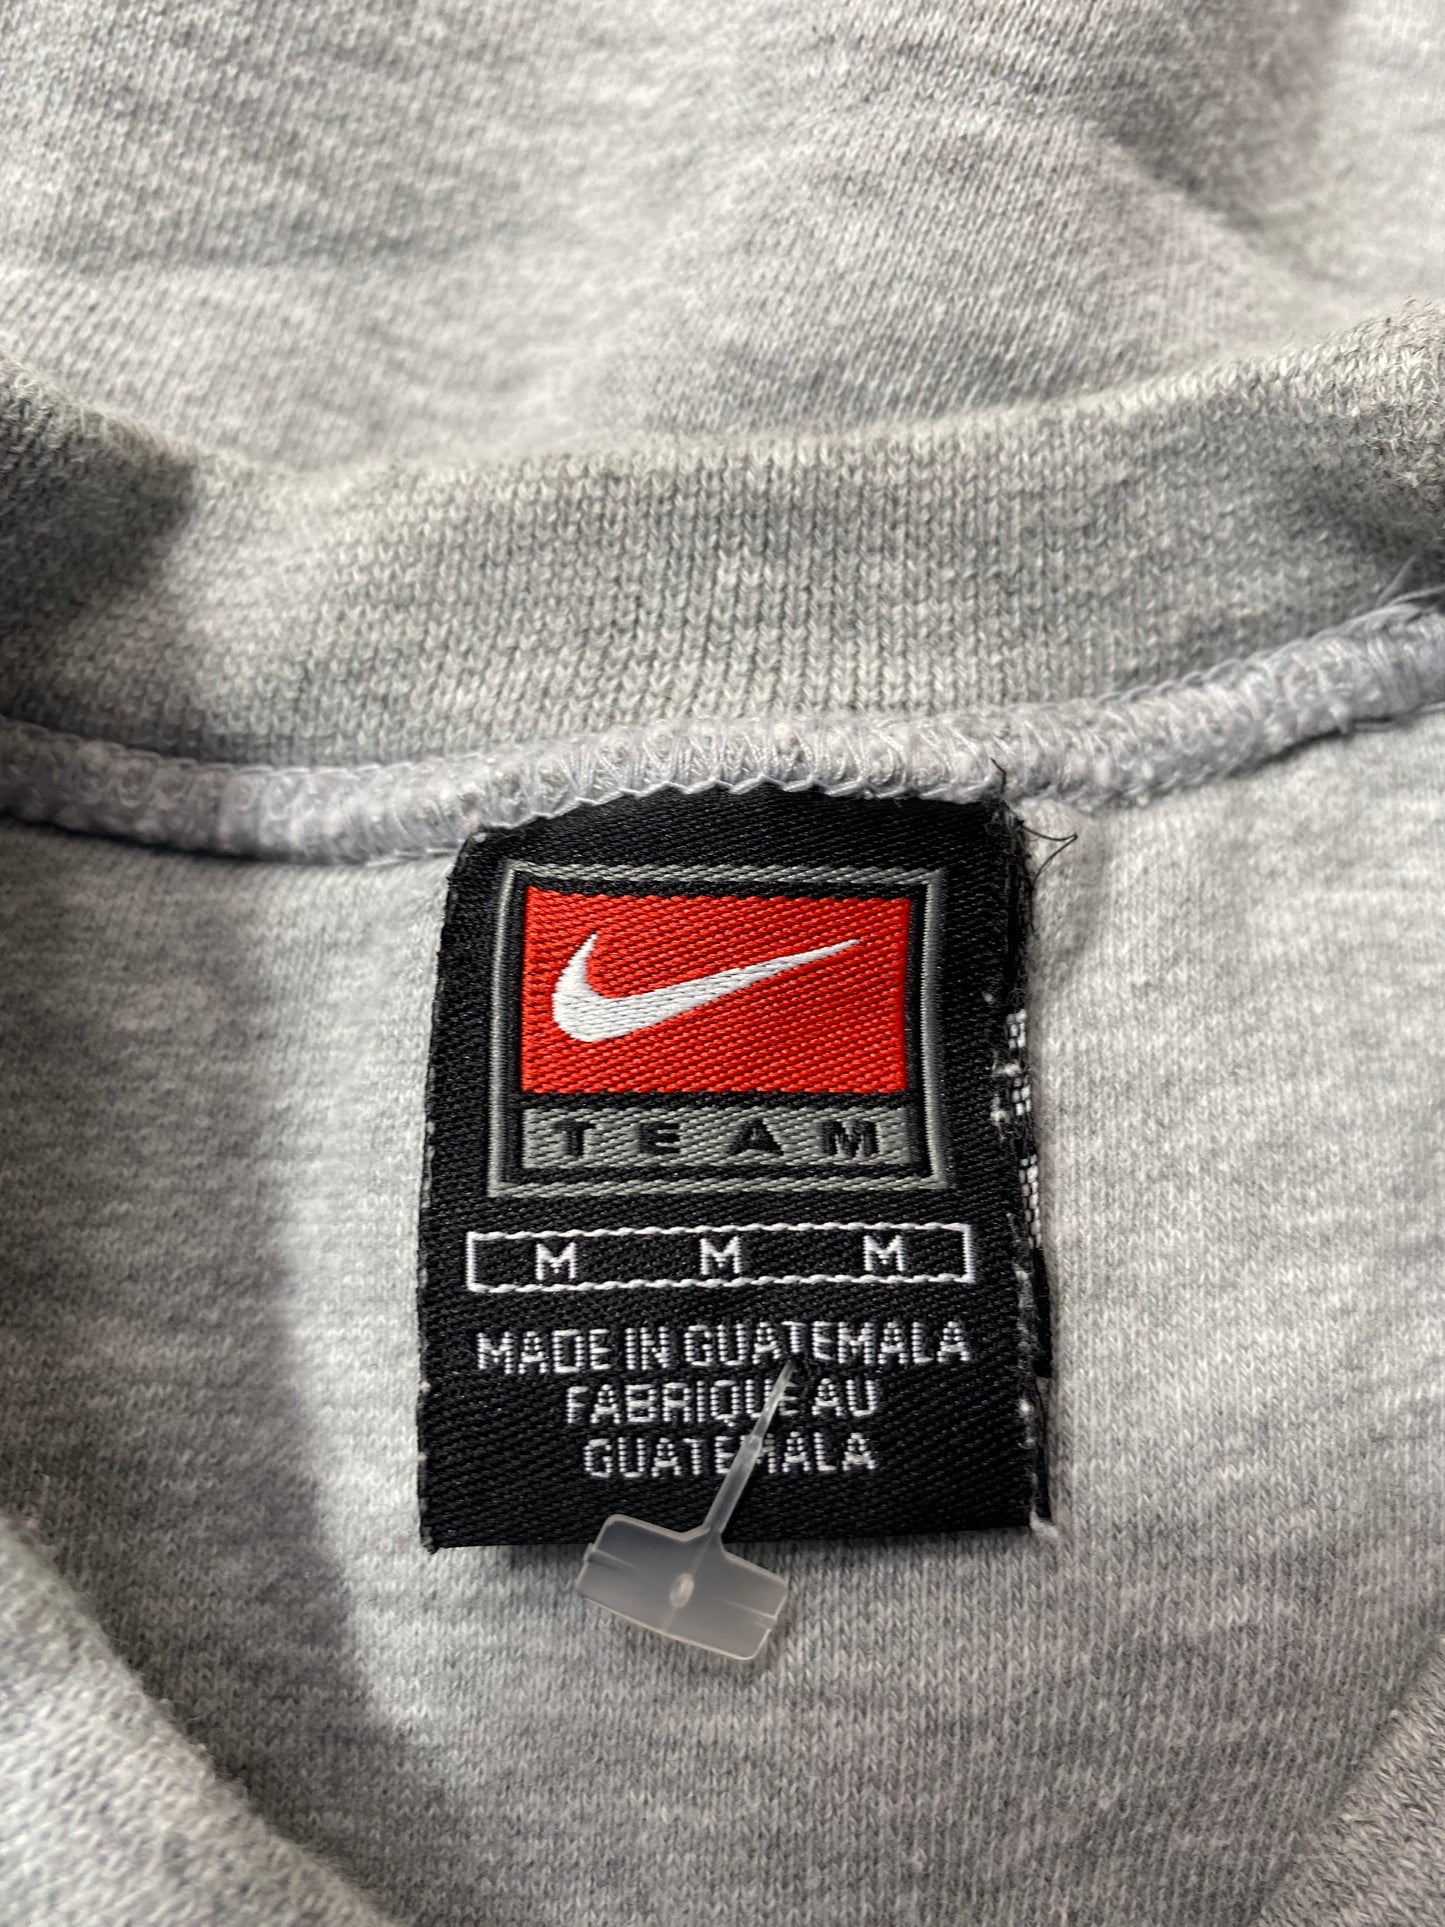 TEAM
M M M
MADE IN GUATEMALA
FABRIQUE AU
GUATEMALA